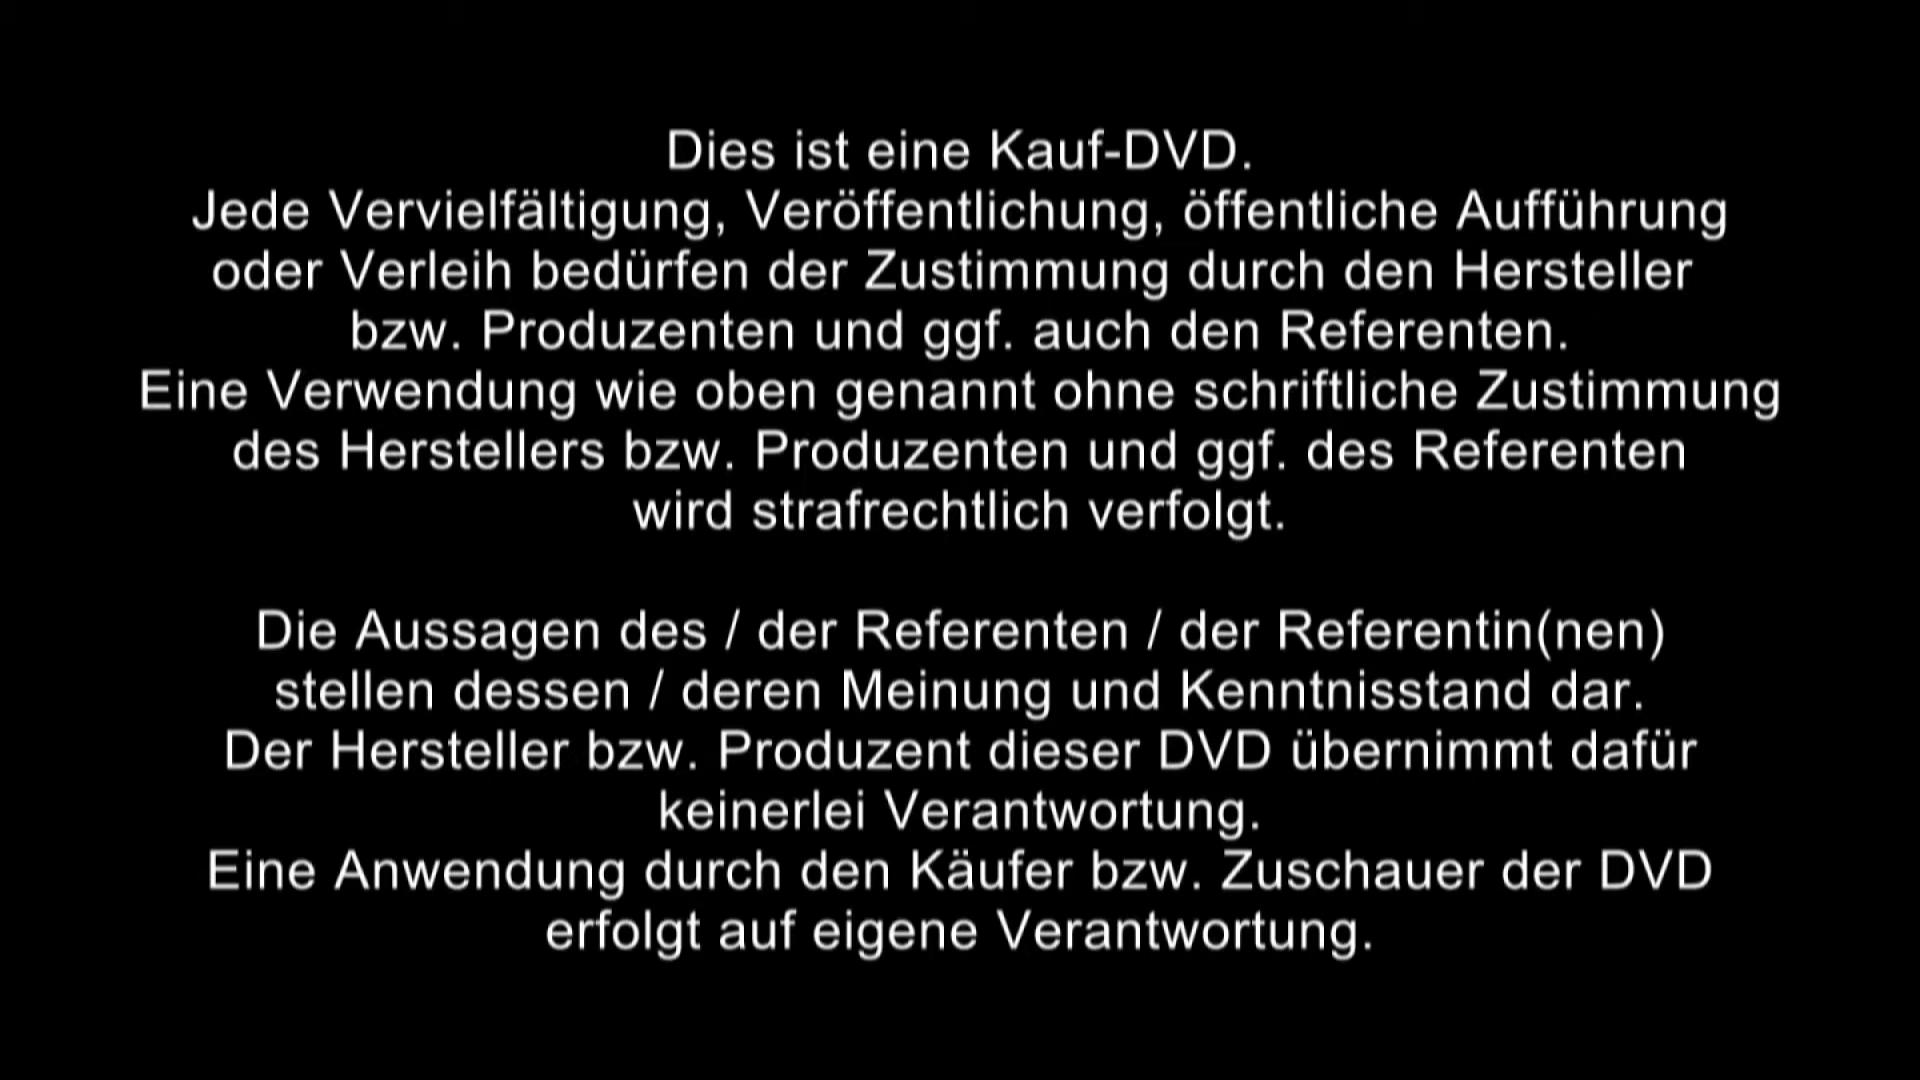 Dies ist eine Kauf-DVD.
Jede Vervielfältigung, Veröffentlichung, öffentliche Aufführung
oder Verleih bedürfen der Zustimmung durch den Hersteller
bzw. Produzenten und ggf. auch den Referenten.
Eine Verwendung wie oben genannt ohne schriftliche Zustimmung
des Herstellers bzw. Produzenten und ggf. des Referenten
wird strafrechtlich verfolgt.
Die Aussagen des / der Referenten / der Referentin(nen)
stellen dessen / deren Meinung und Kenntnisstand dar.
Der Hersteller bzw. Produzent dieser DVD übernimmt dafür
keinerlei Verantwortung.
Eine Anwendung durch den Käufer bzw. Zuschauer der DVD
erfolgt auf eigene Verantwortung.